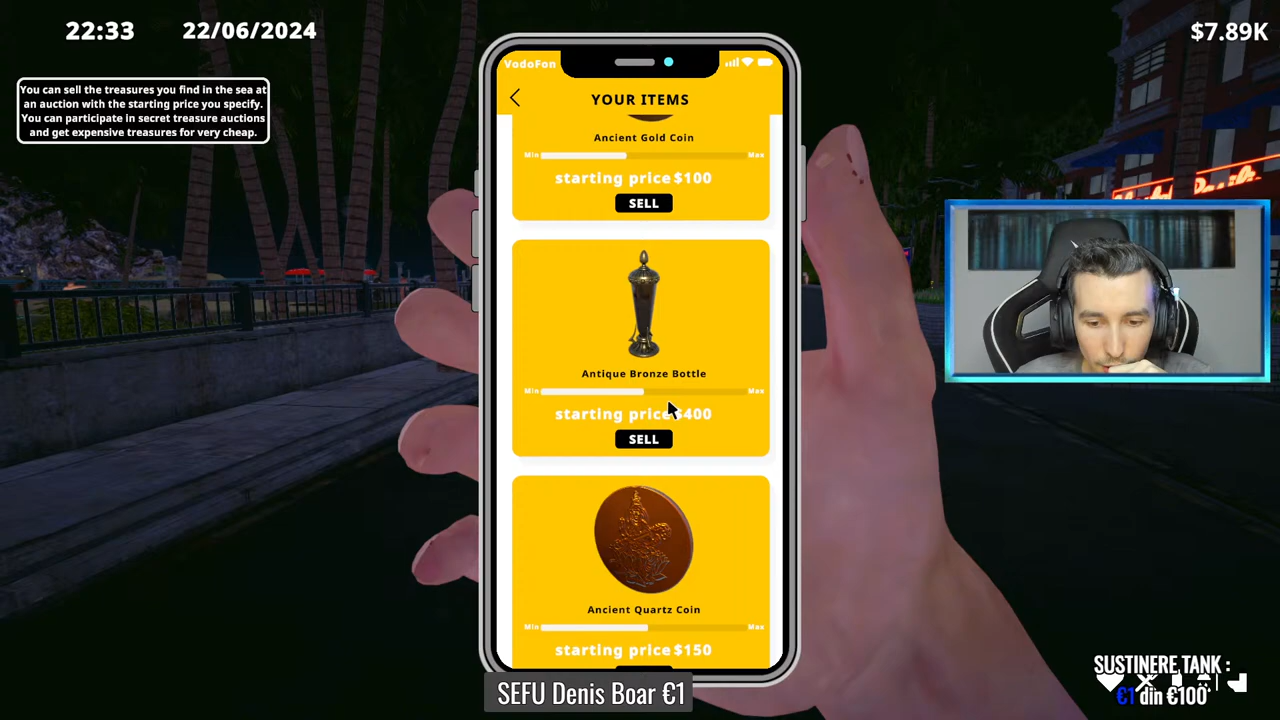 22:33 22/06/2024
$7.89K
You can sell the treasures you find in the sea at
an auction with the starting price you specify.
You can participate in secret treasure auctions
and get expensive treasures for very cheap.
VodoFon
YOUR ITEMS
Ancient Gold Coin
Min Max
starting price $100
SELL
Antique Bronze Bottle
Min Max
starting price $400
SELL
Ancient Quartz Coin
Min Max
starting price $150
SUSTINERE TANK :
€1 din €100
SEFU Denis Boar €1